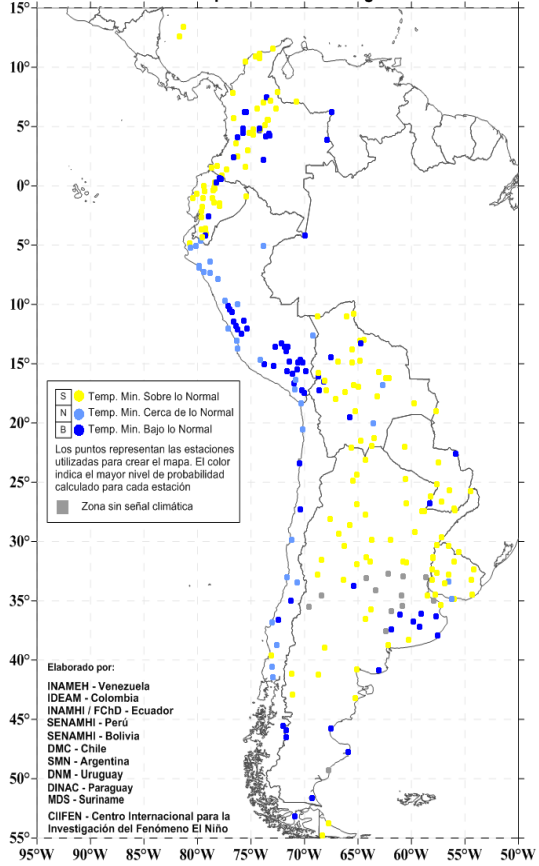 15°
10°
5°
0°
5°
10°
15°
20°
25°
30°
35°
40°
45°
50°
55°
S Temp. Min. Sobre lo Normal
N Temp. Min. Cerca de lo Normal
B Temp. Min. Bajo lo Normal
Los puntos representan las estaciones
utilizadas para crear el mapa. El color
indica el mayor nivel de probabilidad
calculado para cada estación
Zona sin señal climática
Elaborado por:
INAMEH - Venezuela
IDEAM - Colombia
INAMHI / FChD - Ecuador
SENAMHI - Perú
SENAMHI - Bolivia
DMC - Chile
SMN - Argentina
DNM - Uruguay
DINAC - Paraguay
MDS - Suriname
CIIFEN - Centro Internacional para la
Investigación del Fenómeno El Niño
95°W 90°W 85°W 80°W 75°W 70°W 65°W 60°W 55°W 50°W